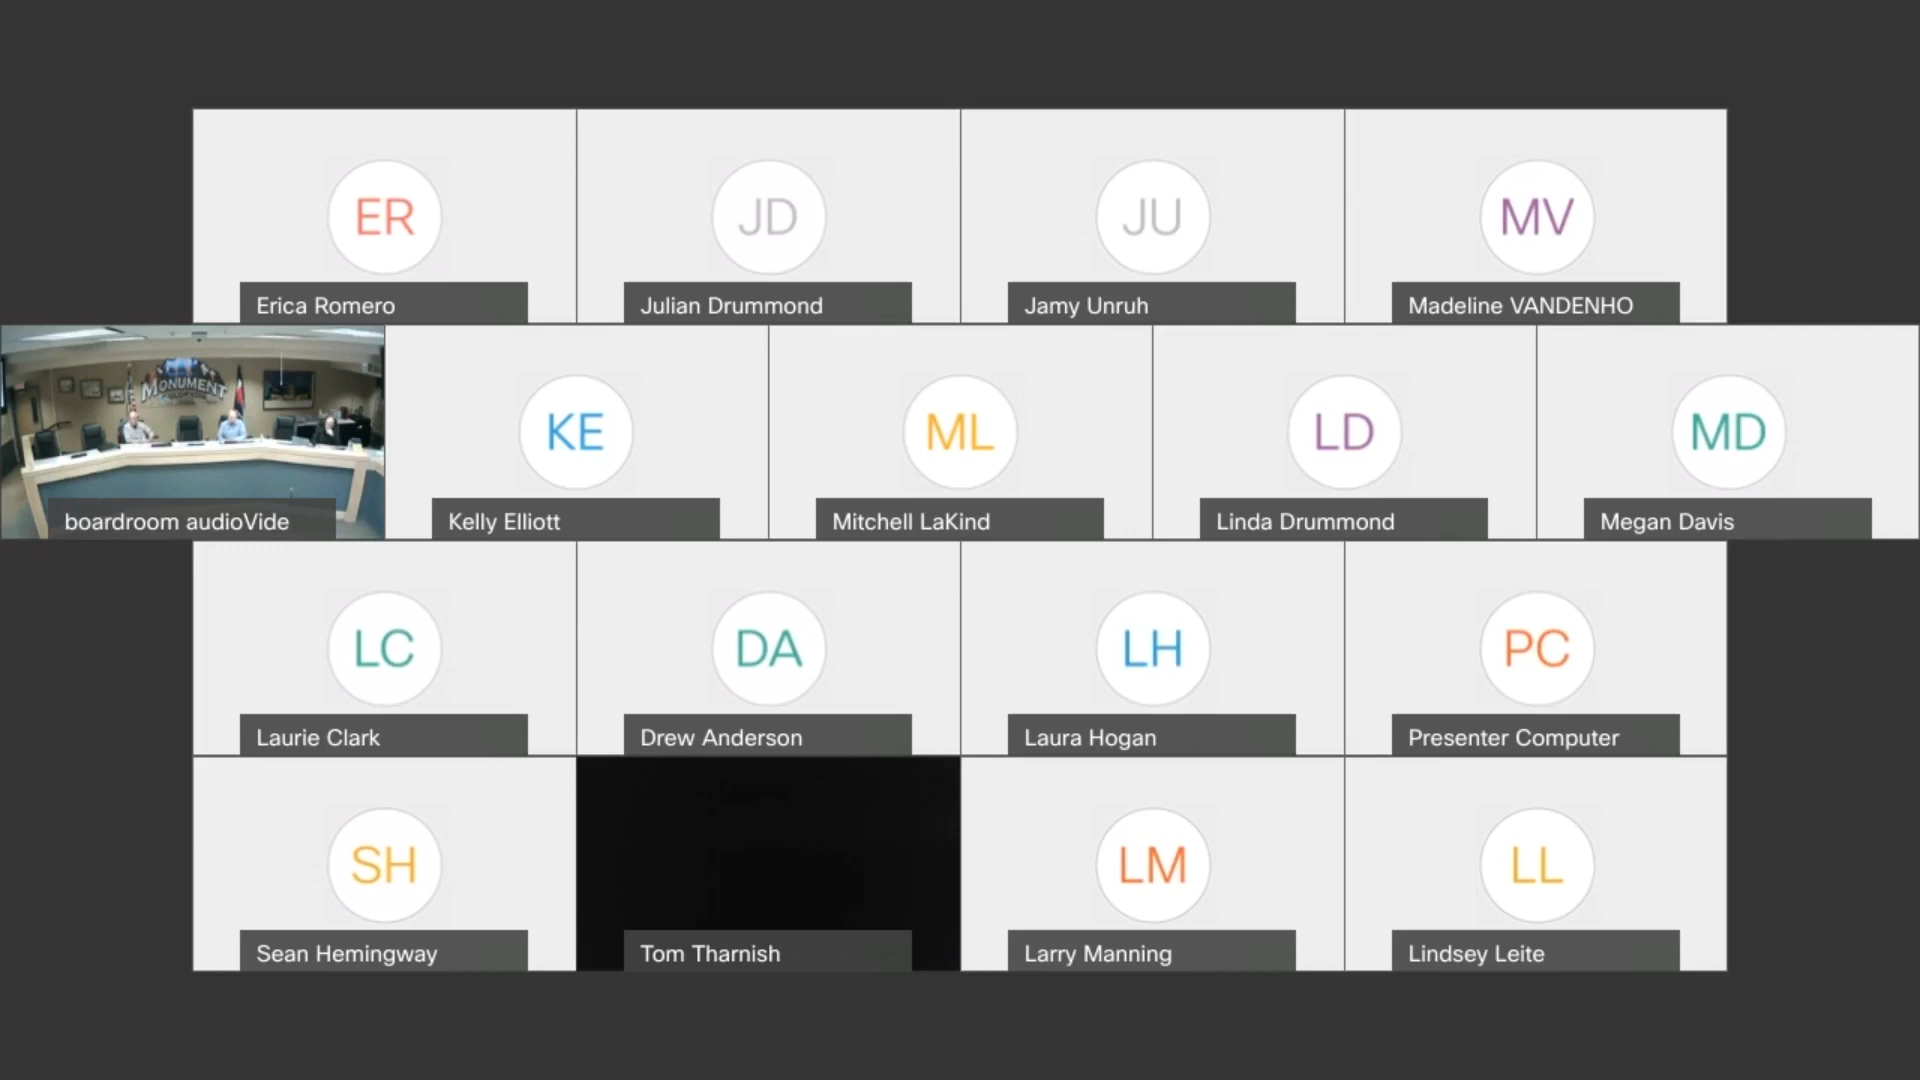 ER
JD
JU
MV
Erica Romero
Julian Drummond
Jamy Unruh
Madeline VANDENHO
MONUMENT
KE
ML
LD
MD
boardroom audioVide
Kelly Elliott
Mitchell LaKind
Linda Drummond
Megan Davis
LC
DA
LH
PC
Laurie Clark
Drew Anderson
Laura Hogan
Presenter Computer
SH
LM
LL
Sean Hemingway
Tom Tharnish
Larry Manning
Lindsey Leite